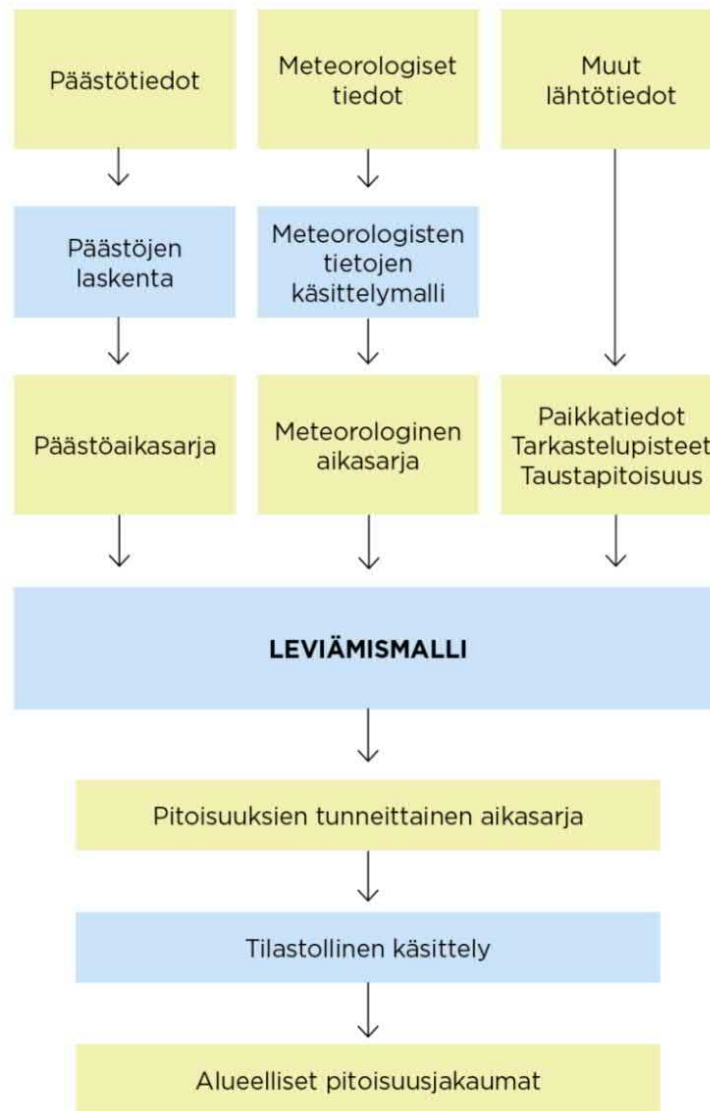 Päästötiedot
Meteorologiset
tiedot
Muut
lähtötiedot
Päästöjen
laskenta
Meteorologisten
tietojen
käsittelymalli
Päästöaikasarja
Meteorologinen
aikasarja
Paikkatiedot
Tarkastelupisteet
Taustapitoisuus
LEVIÄMISMALLI
Pitoisuuksien tunneittainen aikasarja
Tilastollinen käsittely
Alueelliset pitoisuusjakaumat